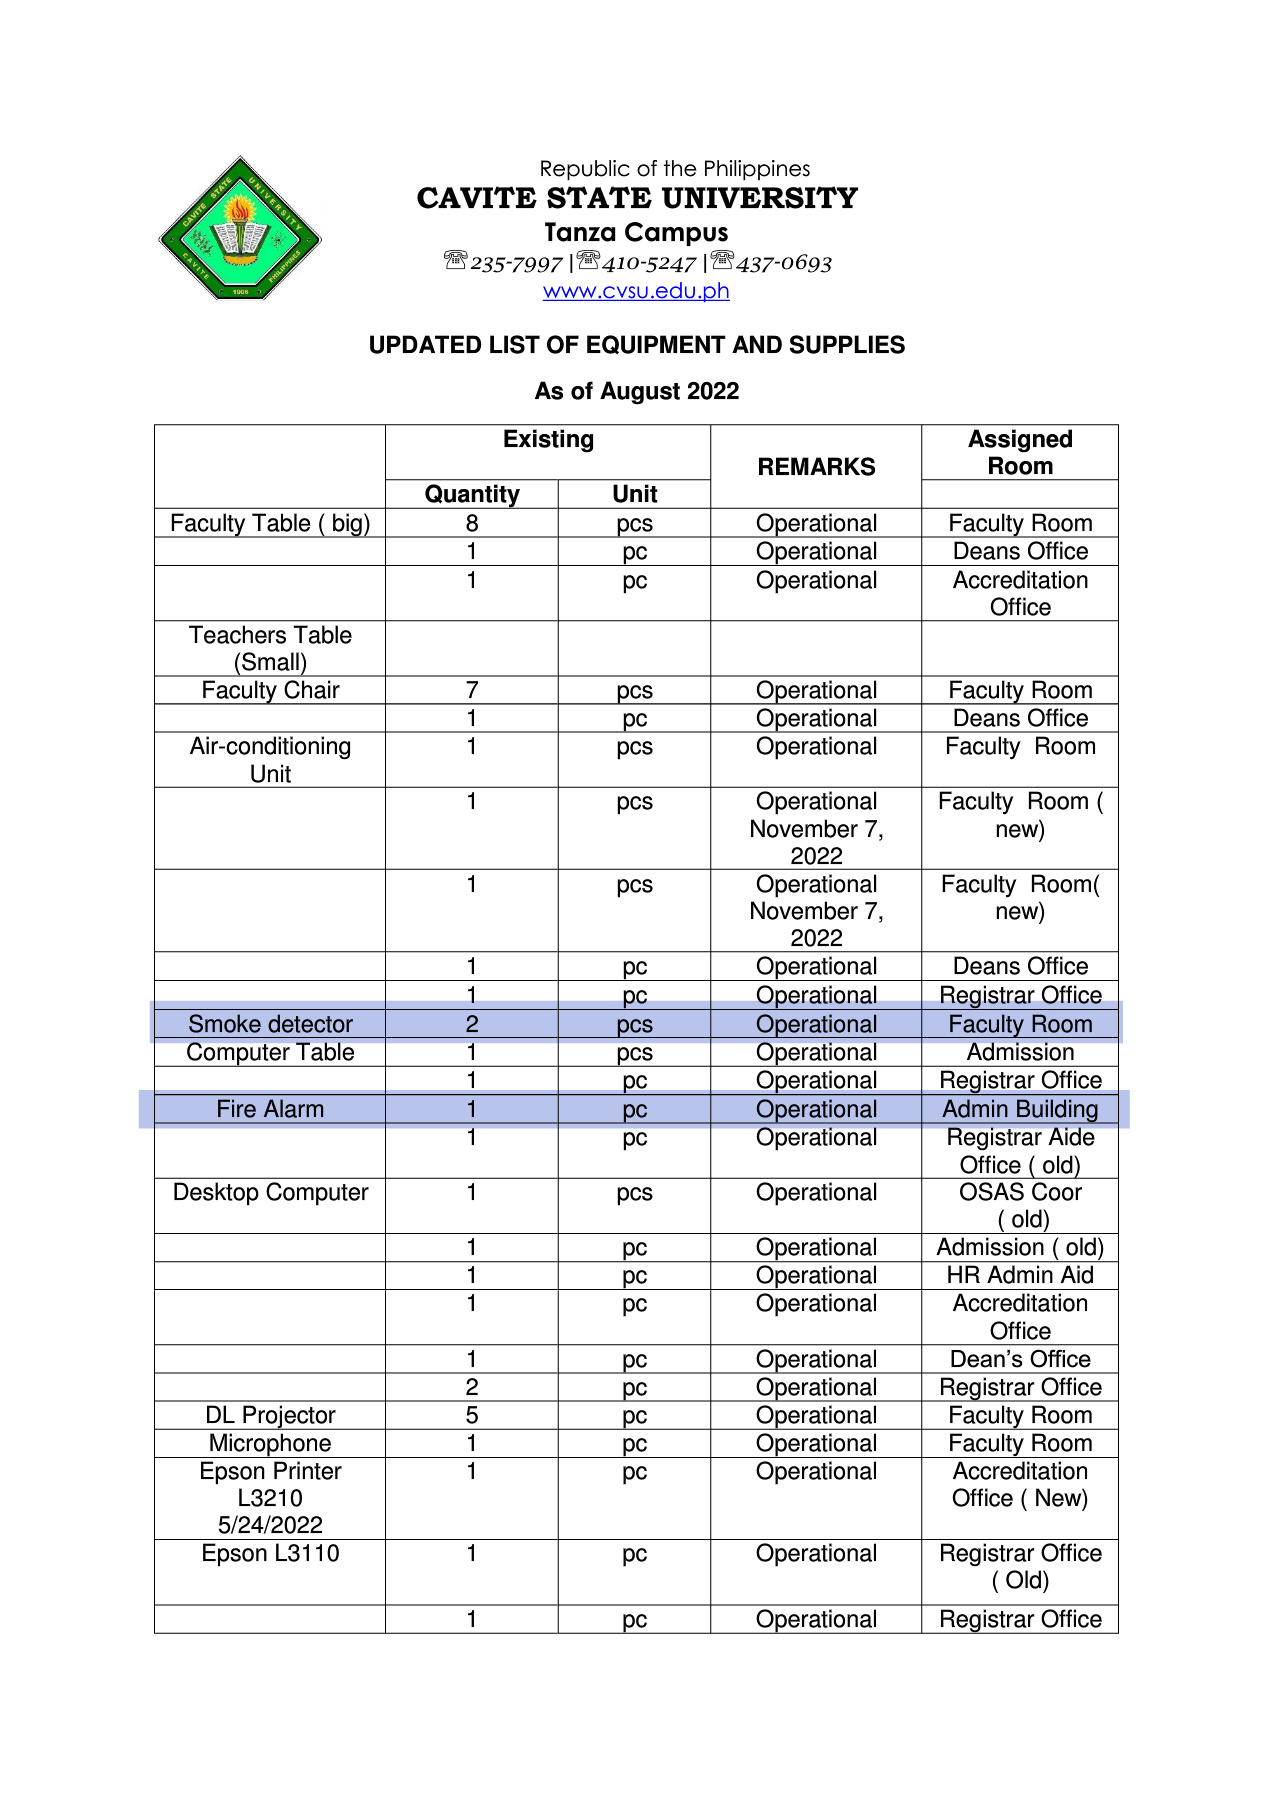 CAVITE STATE UNIVERSITY
CAVITE PHILIPPINES
1906
Republic of the Philippines
CAVITE STATE UNIVERSITY
Tanza Campus
☏235-7997 |☏410-5247 |☏437-0693
www.cvsu.edu.ph
UPDATED LIST OF EQUIPMENT AND SUPPLIES
As of August 2022
Existing REMARKS Assigned
Room
Quantity Unit
Faculty Table ( big) 8 pcs Operational Faculty Room
1 pc Operational Deans Office
1 pc Operational Accreditation
Office
Teachers Table
(Small)
Faculty Chair 7 pcs Operational Faculty Room
1 pc Operational Deans Office
Air-conditioning 1 pcs Operational Faculty  Room
Unit
1 pcs Operational Faculty  Room (
November 7, new)
2022
1 pcs Operational Faculty  Room(
November 7, new)
2022
1 pc Operational Deans Office
1 pc Operational Registrar Office
Smoke detector 2 pcs Operational Faculty Room
Computer Table 1 pcs Operational Admission
1 pc Operational Registrar Office
Fire Alarm 1 pc Operational Admin Building
1 pc Operational Registrar Aide
Office ( old)
Desktop Computer 1 pcs Operational OSAS Coor
( old)
1 pc Operational Admission ( old)
1 pc Operational HR Admin Aid
1 pc Operational Accreditation
Office
1 pc Operational Dean’s Office
2 pc Operational Registrar Office
DL Projector 5 pc Operational Faculty Room
Microphone 1 pc Operational Faculty Room
Epson Printer 1 pc Operational Accreditation
L3210 Office ( New)
5/24/2022
Epson L3110 1 pc Operational Registrar Office
( Old)
1 pc Operational Registrar Office